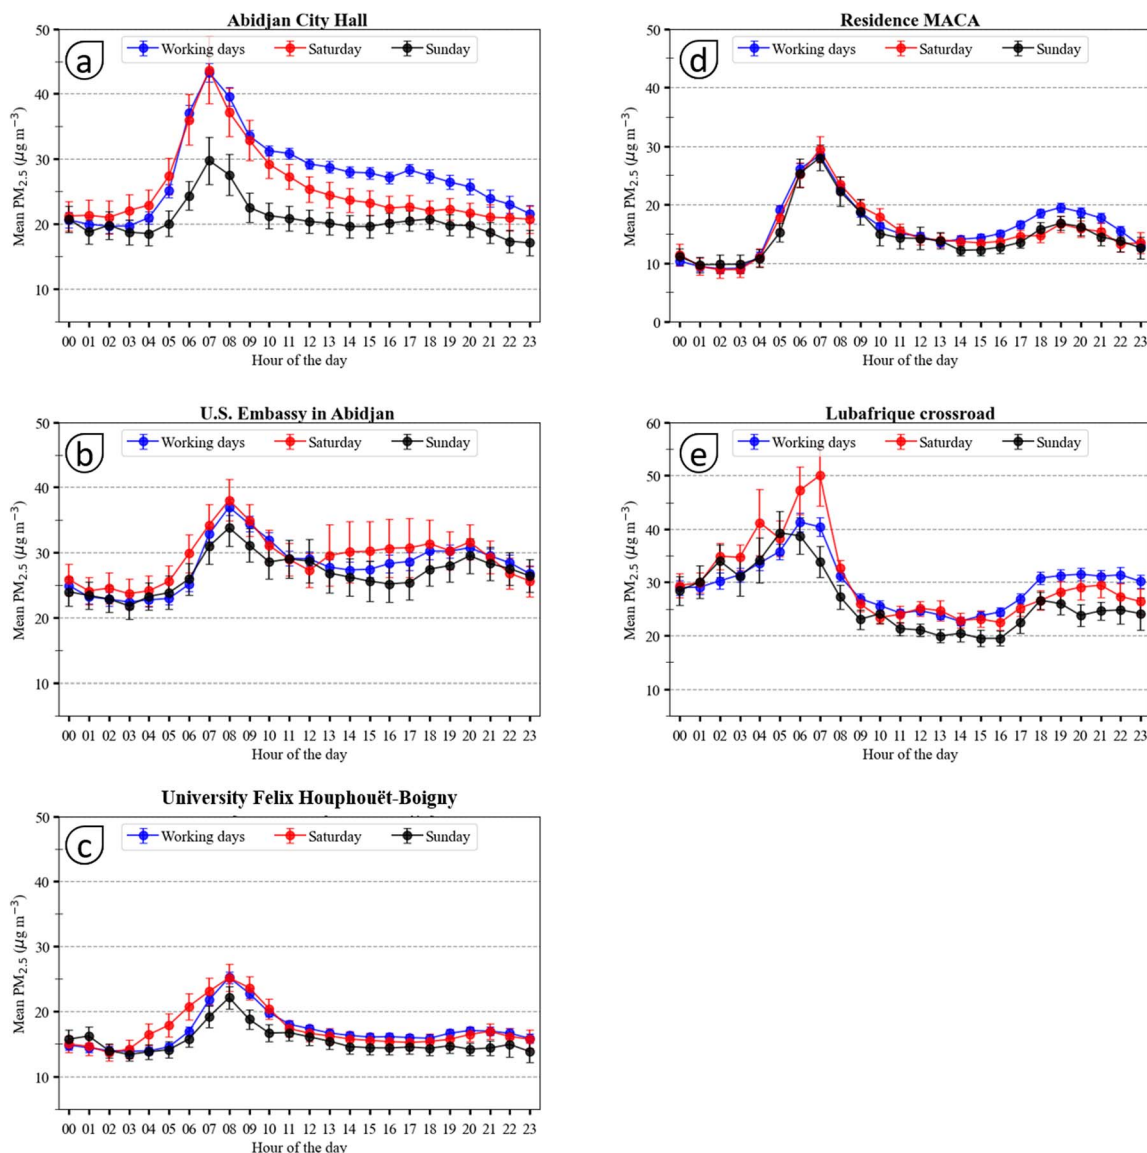 Abidjan City Hall
a
Working days Saturday Sunday
50
40
30
20
10
Mean PM2.5 (μg m−3)
00 01 02 03 04 05 06 07 08 09 10 11 12 13 14 15 16 17 18 19 20 21 22 23
Hour of the day
U.S. Embassy in Abidjan
b
Working days Saturday Sunday
50
40
30
20
10
Mean PM2.5 (μg m−3)
00 01 02 03 04 05 06 07 08 09 10 11 12 13 14 15 16 17 18 19 20 21 22 23
Hour of the day
University Felix Houphouët-Boigny
c
Working days Saturday Sunday
50
40
30
20
10
Mean PM2.5 (μg m−3)
00 01 02 03 04 05 06 07 08 09 10 11 12 13 14 15 16 17 18 19 20 21 22 23
Hour of the day
Residence MACA
d
Working days Saturday Sunday
50
40
30
20
10
0
Mean PM2.5 (μg m−3)
00 01 02 03 04 05 06 07 08 09 10 11 12 13 14 15 16 17 18 19 20 21 22 23
Hour of the day
Lubafrique crossroad
e
Working days Saturday Sunday
60
50
40
30
20
10
Mean PM2.5 (μg m−3)
00 01 02 03 04 05 06 07 08 09 10 11 12 13 14 15 16 17 18 19 20 21 22 23
Hour of the day